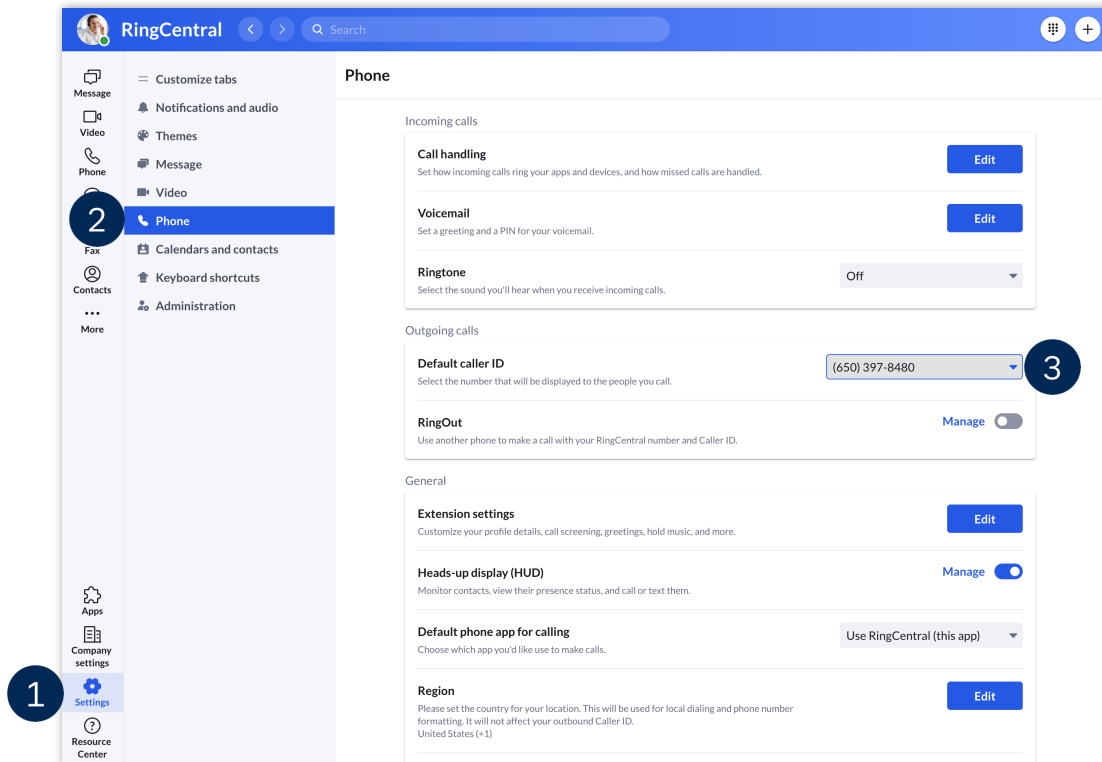 RingCentral
Search
Message
Video
Phone
Fax
Contacts
More
Apps
Company
settings
Settings
Resource
Center
1
2
Customize tabs
Notifications and audio
Themes
Message
Video
Phone
Calendars and contacts
Keyboard shortcuts
Administration
Phone
Incoming calls
Call handling
Set how incoming calls ring your apps and devices, and how missed calls are handled.
Edit
Voicemail
Set a greeting and a PIN for your voicemail.
Edit
Ringtone
Select the sound you'll hear when you receive incoming calls.
Off
Outgoing calls
Default caller ID
Select the number that will be displayed to the people you call.
(650) 397-8480
3
RingOut
Use another phone to make a call with your RingCentral number and Caller ID.
Manage
General
Extension settings
Customize your profile details, call screening, greetings, hold music, and more.
Edit
Heads-up display (HUD)
Monitor contacts, view their presence status, and call or text them.
Manage
Default phone app for calling
Choose which app you'd like use to make calls.
Use RingCentral (this app)
Region
Please set the country for your location. This will be used for local dialing and phone number
formatting. It will not affect your outbound Caller ID.
United States (+1)
Edit